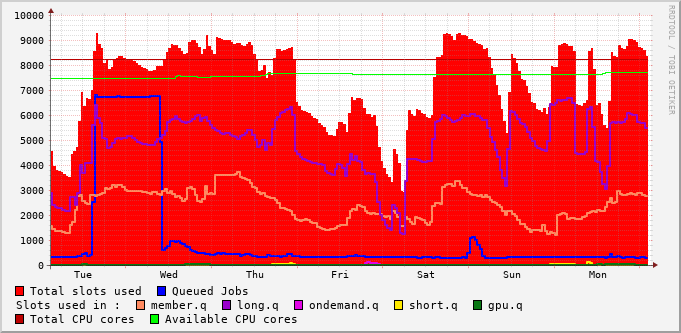 10000
9000
8000
7000
6000
5000
4000
3000
2000
1000
0
Tue Wed Thu Fri Sat Sun Mon
RRDTOOL / TOBI OETIKER
Total slots used Queued Jobs
Slots used in : member.q long.q ondemand.q short.q gpu.q
Total CPU cores Available CPU cores